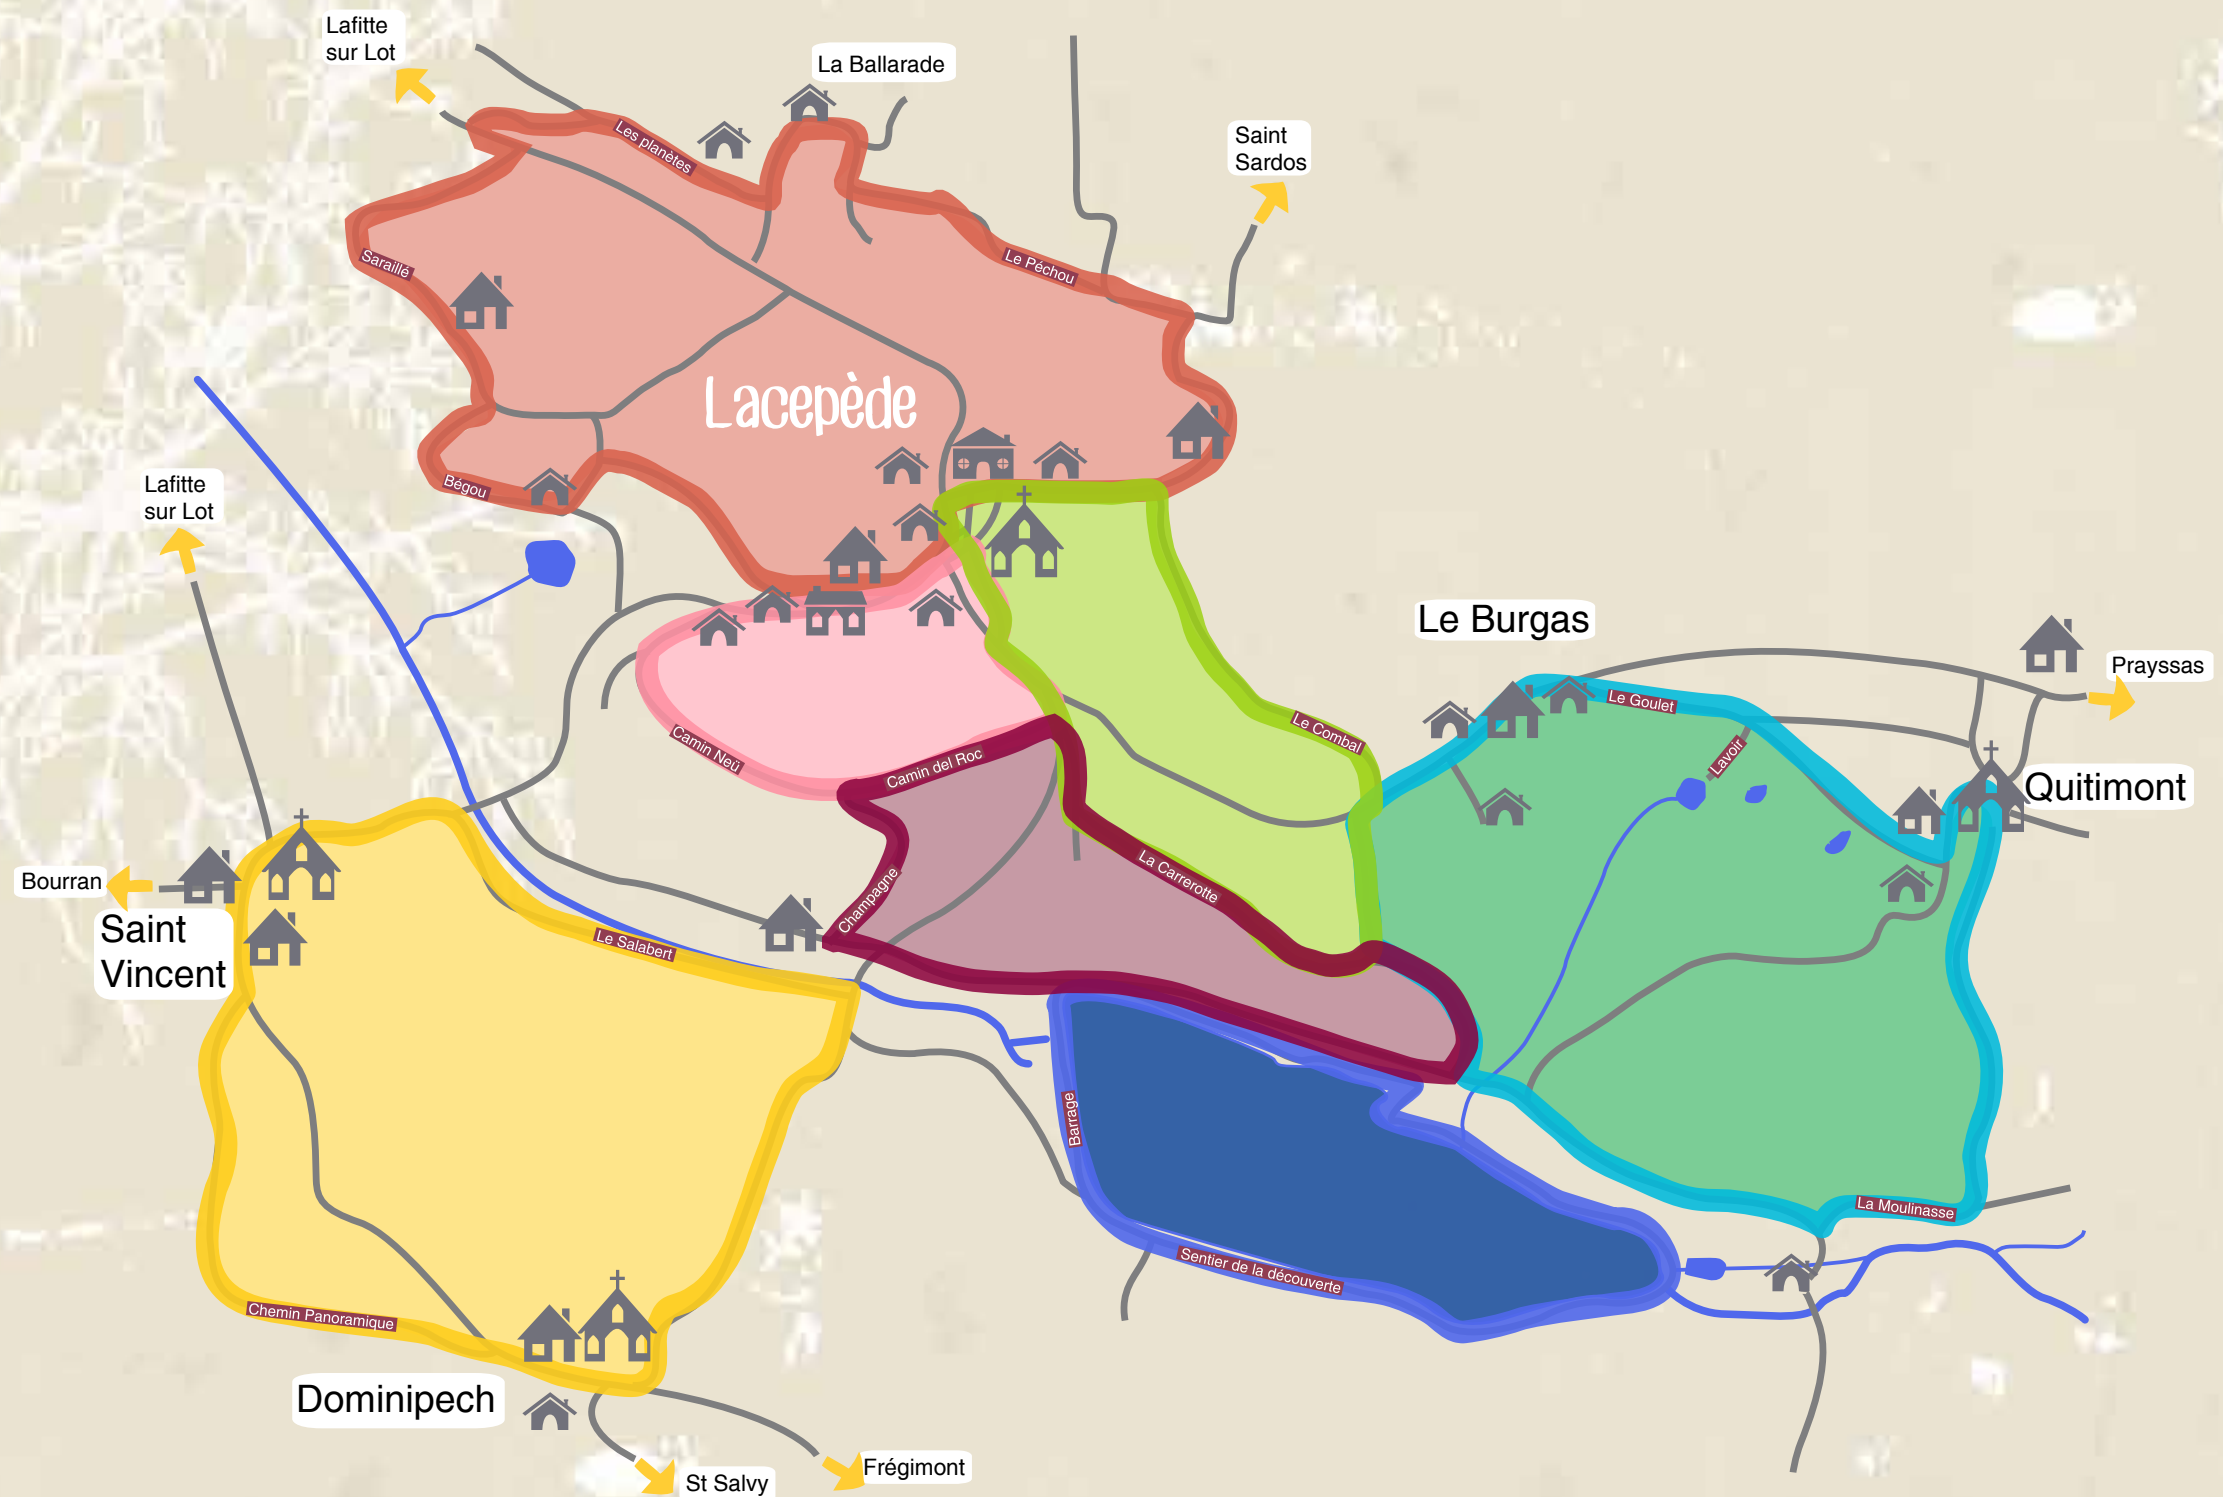 Lafitte
sur Lot
La Ballarade
Les planètes
Saint
Sardos
Saraillé
Le Péchou
Lacepède
Bégou
Lafitte
sur Lot
Le Burgas
Prayssas
Le Goulet
Camin Neü
Camin del Roc
Le Combal
Lavoir
Quitimont
Bourran
Saint
Vincent
Champagne
La Carrerotte
Le Salabert
Barrage
La Moulinasse
Sentier de la découverte
Chemin Panoramique
Dominipech
Frégimont
St Salvy